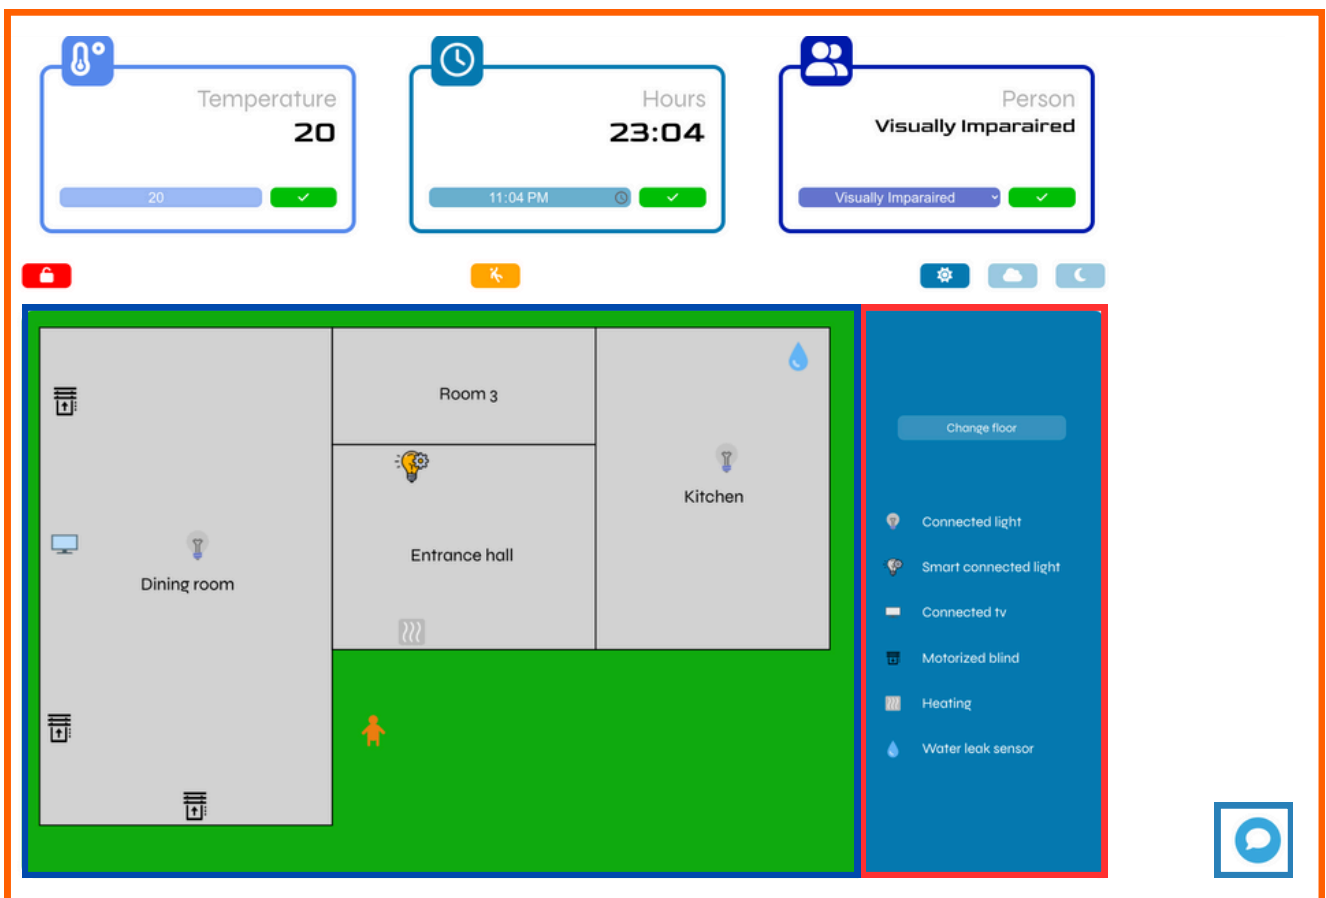 Temperature
20
20
Hours
23:04
11:04 PM
Person
Visually Imparaired
Visually Imparaired
Room 3
Kitchen
Entrance hall
Dining room
Change floor
Connected light
Smart connected light
Connected tv
Motorized blind
Heating
Water leak sensor